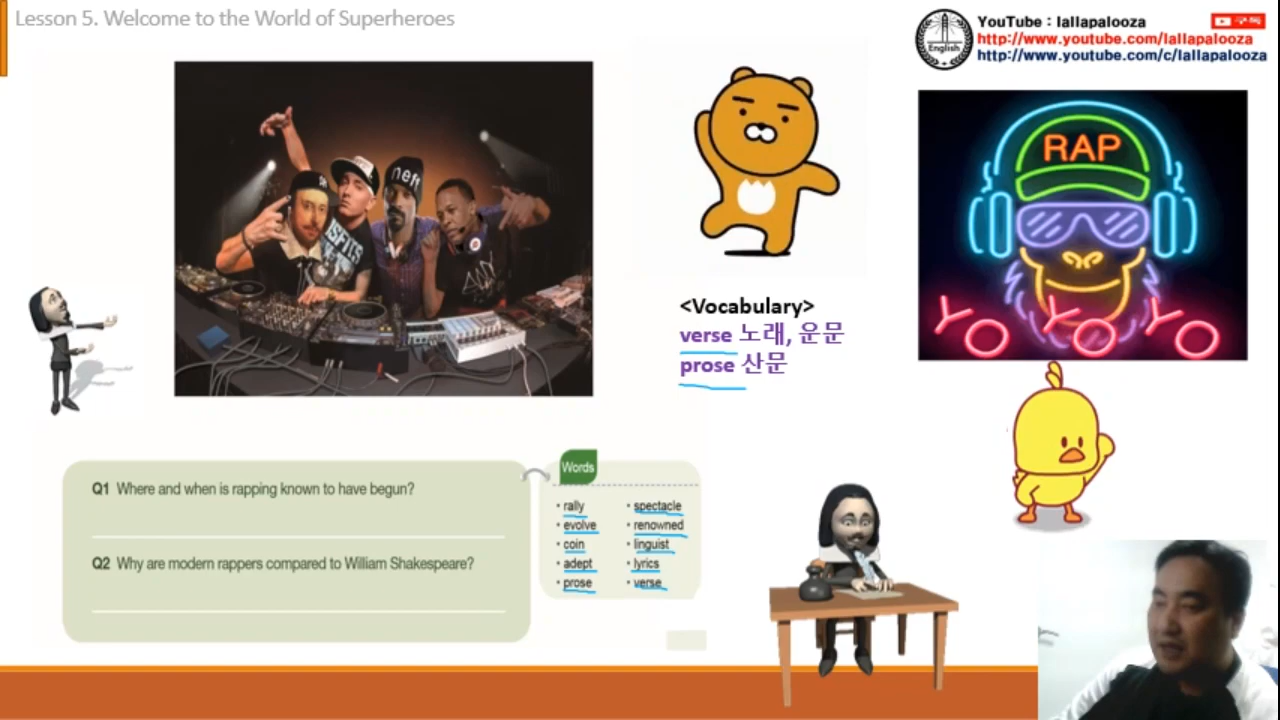 Lesson 5. Welcome to the World of Superheroes
English
YouTube : lallapalooza
구독
http://www.youtube.com/lallapalooza
http://www.youtube.com/c/lallapalooza
neff
RAP
YO YO YO
<Vocabulary>
verse 노래, 운문
prose 산문
Q1 Where and when is rapping known to have begun?
Q2 Why are modern rappers compared to William Shakespeare?
Words
• rally
• spectacle
• evolve
• renowned
• coin
• linguist
• adept
• lyrics
• prose
• verse